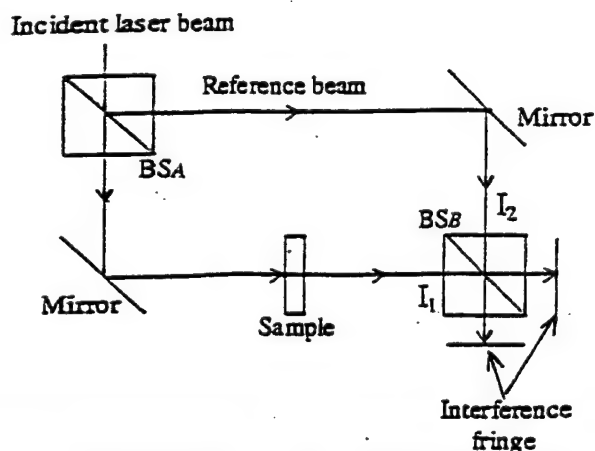 Incident laser beam
Reference beam
Mirror
BSA
BSB
I2
Mirror
Sample
I1
Interference
fringe